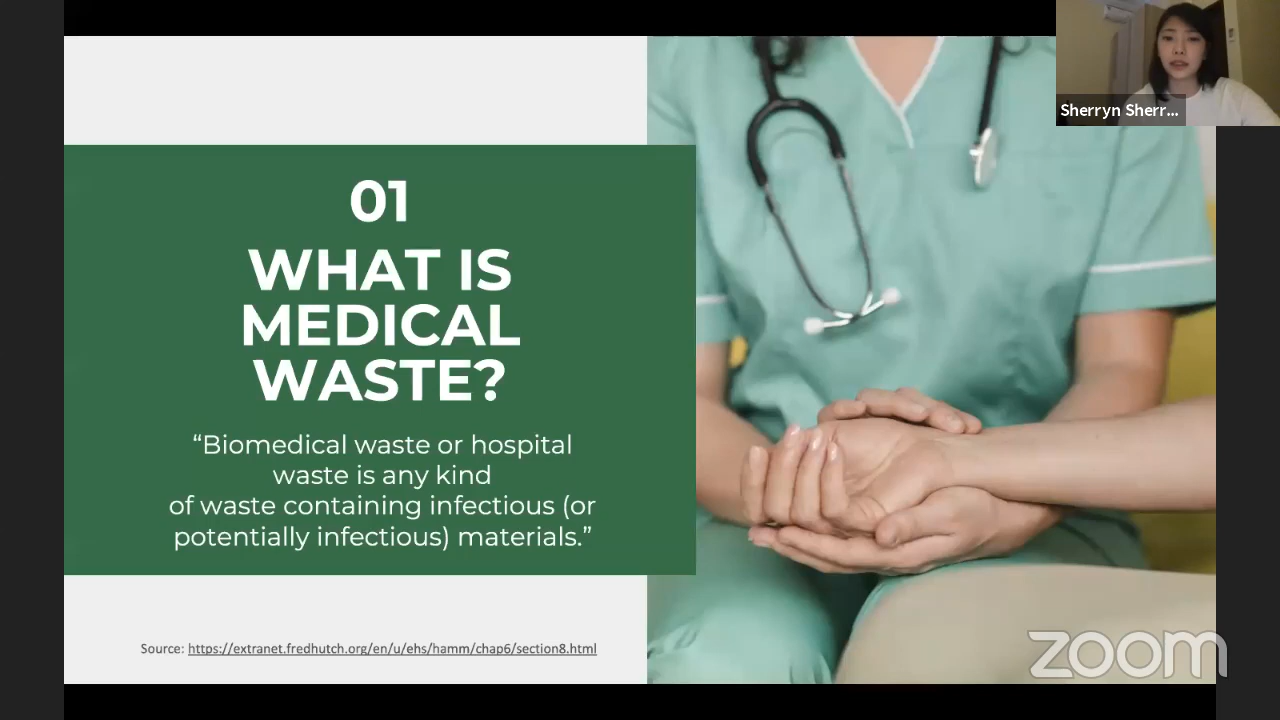 Sherryn Sherr...
01
WHAT IS
MEDICAL
WASTE?
“Biomedical waste or hospital
waste is any kind
of waste containing infectious (or
potentially infectious) materials.”
Source: https://extranet.fredhutch.org/en/u/ehs/hamm/chap6/section8.html
zoom